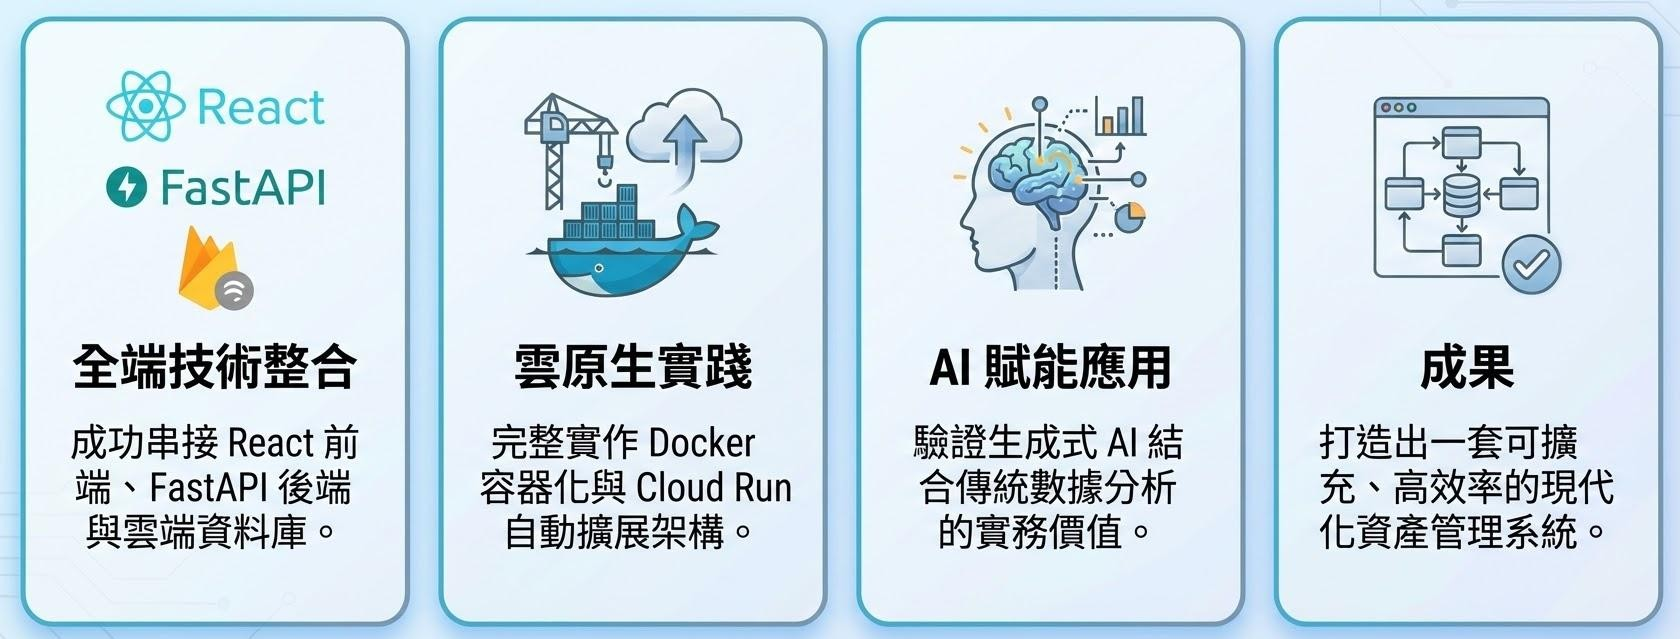 React
FastAPI
全端技術整合
成功串接 React 前
端、FastAPI 後端
與雲端資料庫。
雲原生實踐
完整實作 Docker
容器化與 Cloud Run
自動擴展架構。
AI 賦能應用
驗證生成式 AI 結
合傳統數據分析
的實務價值。
成果
打造出一套可擴
充、高效率的現代
化資產管理系統。